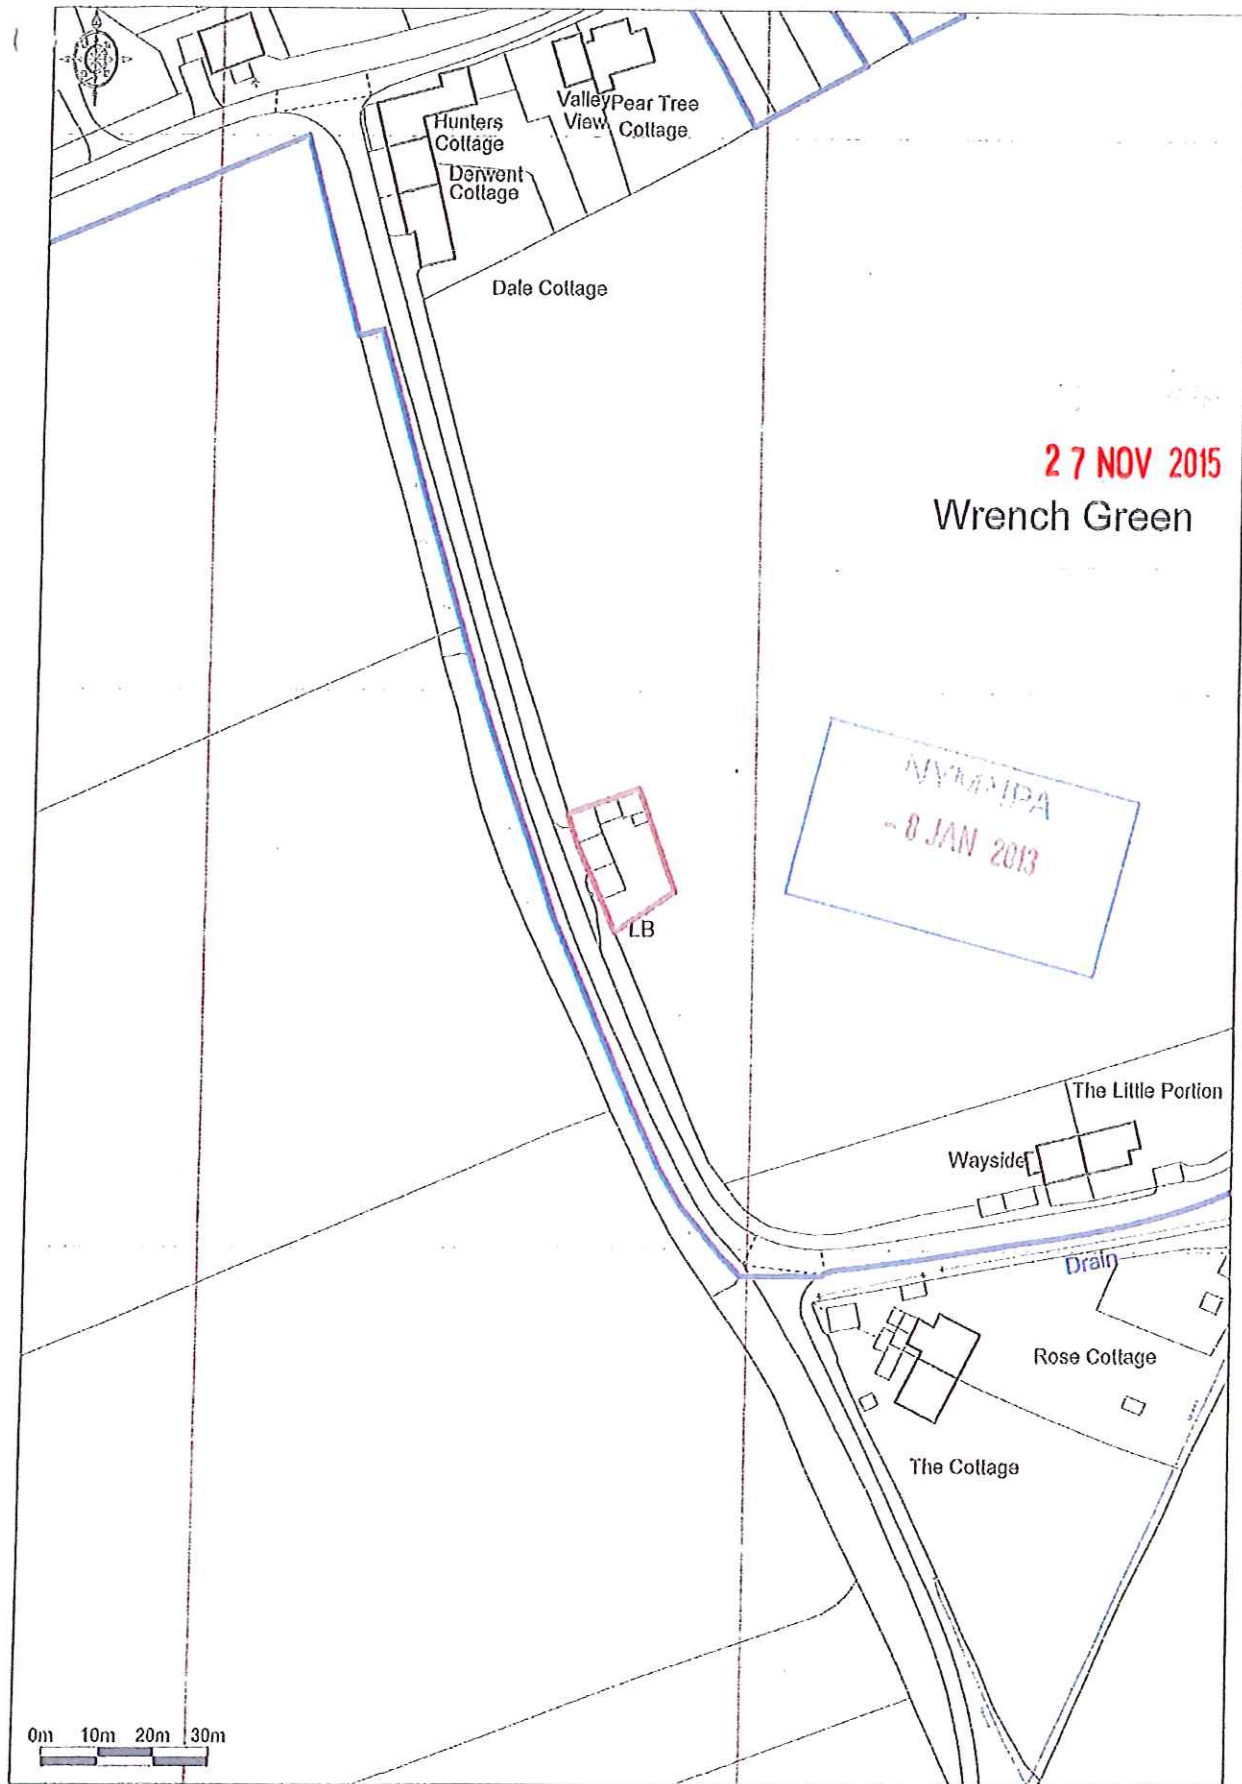 Hunters
Cottage
Valley
View
Pear Tree
Cottage
Derwent
Cottage
Dale Cottage
27 NOV 2015
Wrench Green
NYMNPA
- 8 JAN 2013
LB
The Little Portion
Wayside
Drain
Rose Cottage
The Cottage
0m 10m 20m 30m